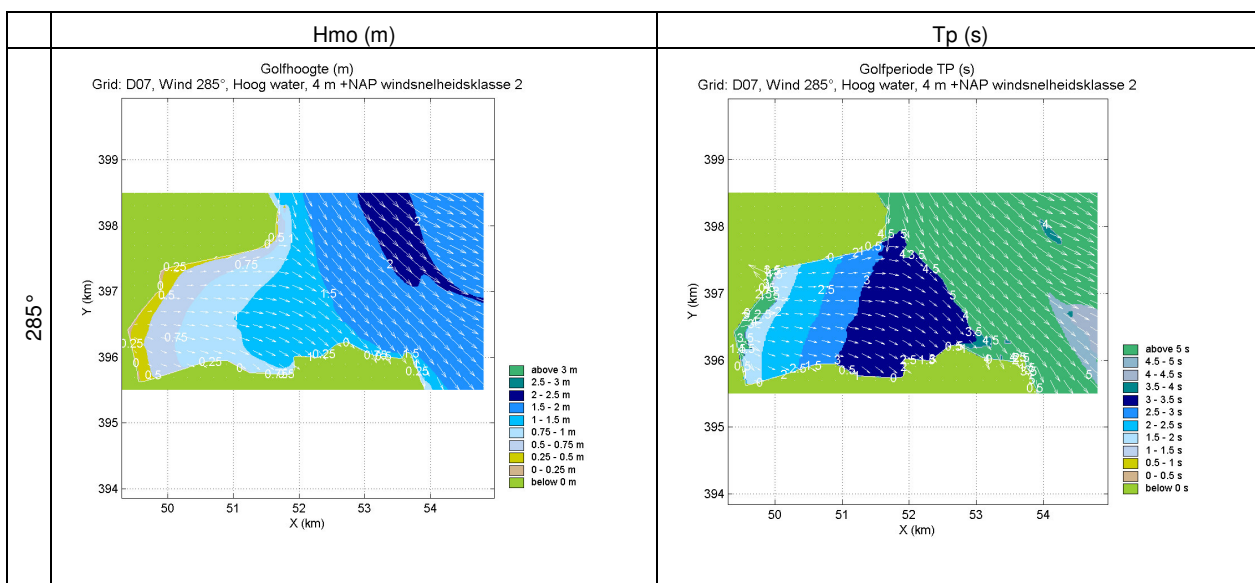 Hmo (m)
Tp (s)
285°
Golfhoogte (m)
Grid: D07, Wind 285°, Hoog water, 4 m +NAP windsnelheidsklasse 2
399
398
397
396
395
394
Y (km)
50
51
52
53
54
X (km)
0.25
0.75
0.5
0.75
1.5
2
2
0.25
0.5
0.25
above 3 m
2.5 - 3 m
2 - 2.5 m
1.5 - 2 m
1 - 1.5 m
0.75 - 1 m
0.5 - 0.75 m
0.25 - 0.5 m
0 - 0.25 m
below 0 m
Golfperiode TP (s)
Grid: D07, Wind 285°, Hoog water, 4 m +NAP windsnelheidsklasse 2
399
398
397
396
395
394
Y (km)
50
51
52
53
54
X (km)
4
2.5
3
4.5
3.5
5
above 5 s
4.5 - 5 s
4 - 4.5 s
3.5 - 4 s
3 - 3.5 s
2.5 - 3 s
2 - 2.5 s
1.5 - 2 s
1 - 1.5 s
0.5 - 1 s
0 - 0.5 s
below 0 s